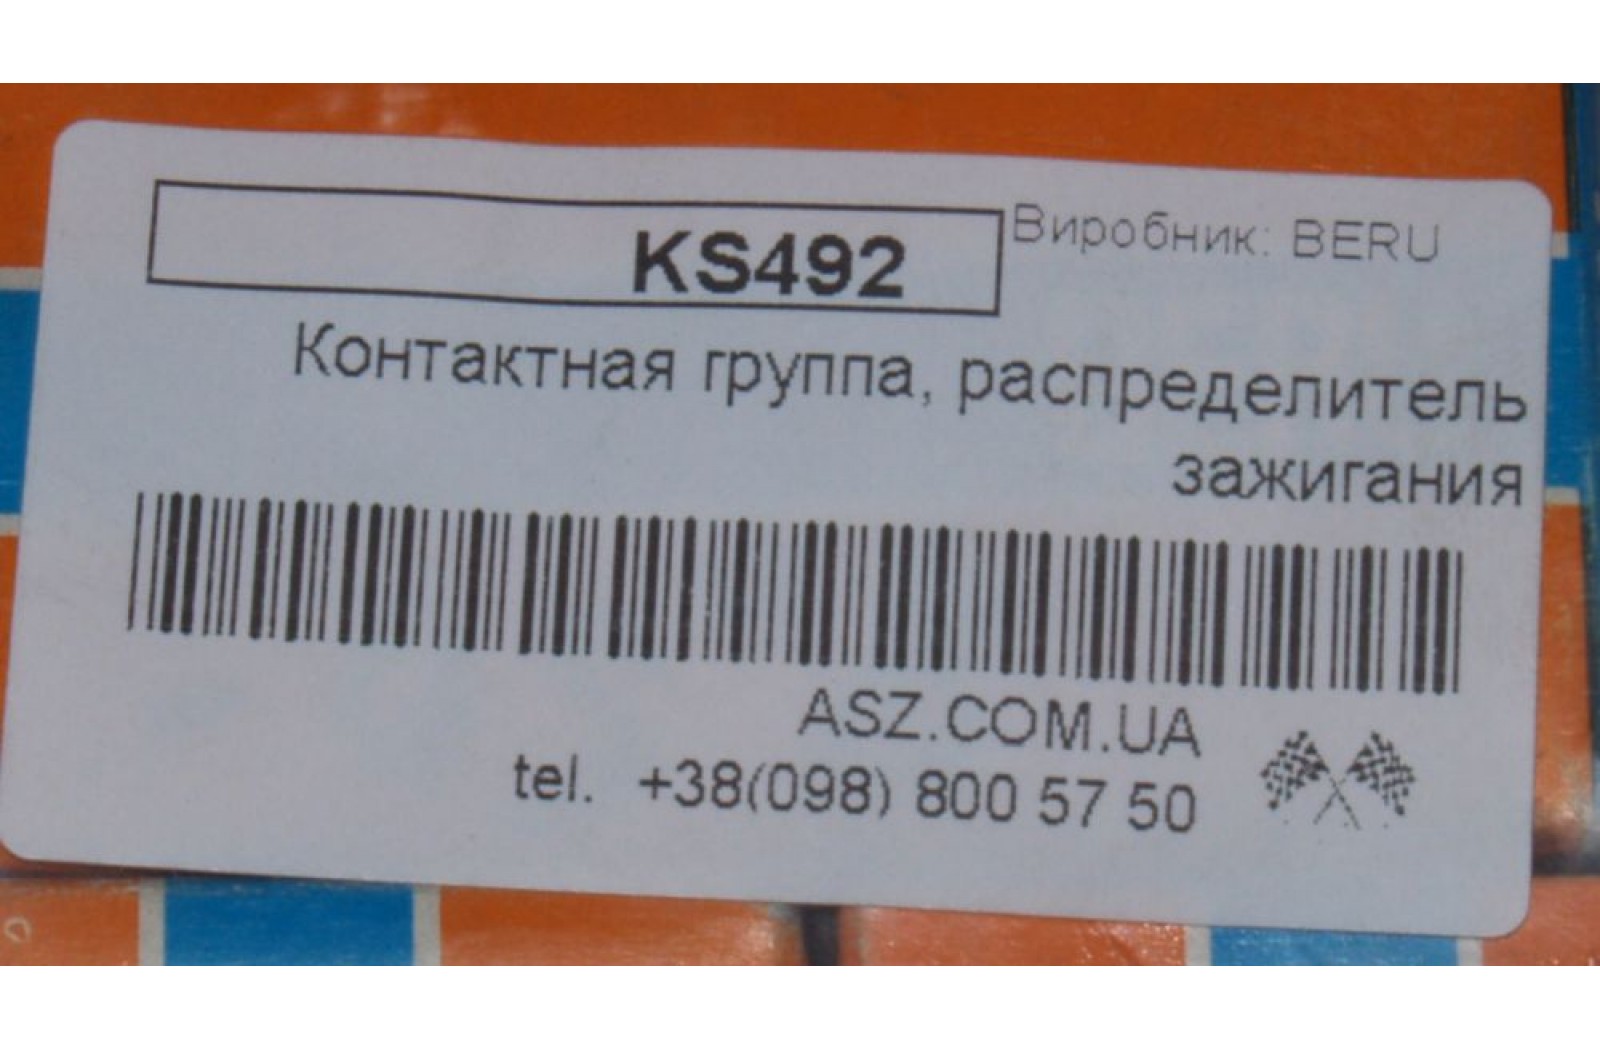 KS492
Виробник: BERU
Контактная группа, распределитель
зажигания
ASZ.COM.UA
tel. +38(098) 800 57 50